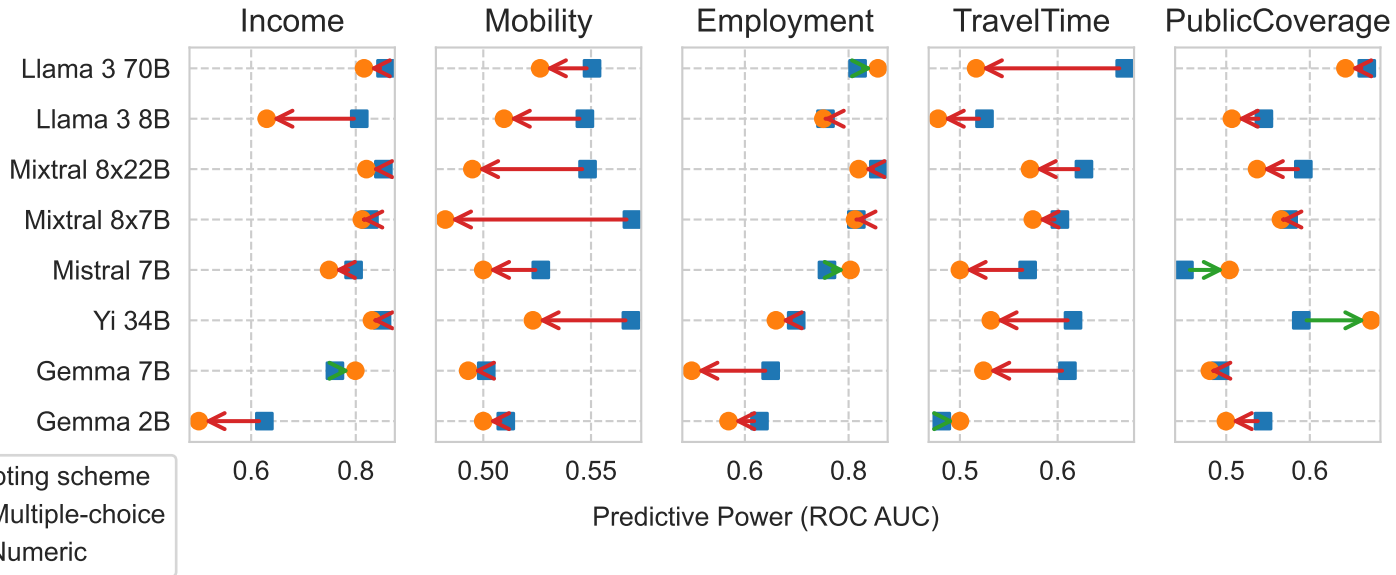 Income Mobility Employment TravelTime PublicCoverage
Llama 3 70B
Llama 3 8B
Mixtral 8x22B
Mixtral 8x7B
Mistral 7B
Yi 34B
Gemma 7B
Gemma 2B
0.6 0.8 0.50 0.55 0.6 0.8 0.5 0.6 0.5 0.6
Predictive Power (ROC AUC)
pting scheme
Multiple-choice
Numeric